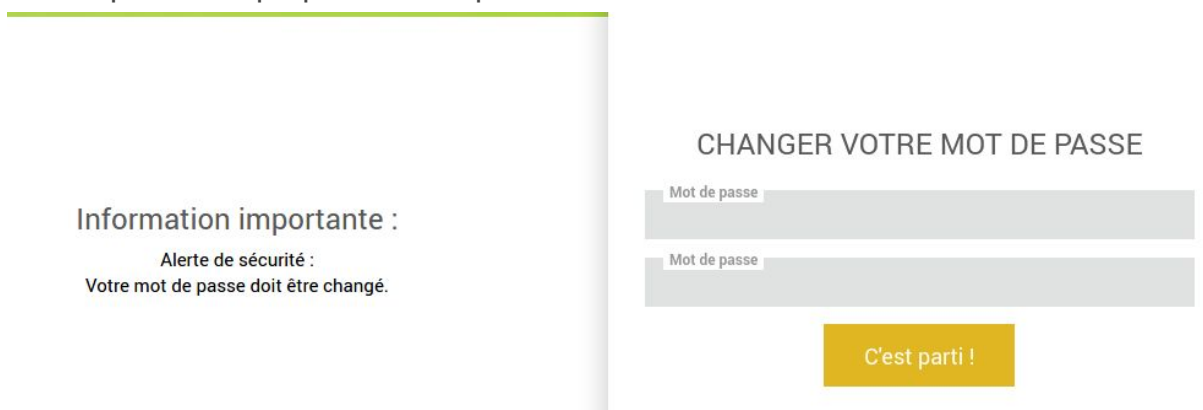 Information importante :
Alerte de sécurité :
Votre mot de passe doit être changé.
CHANGER VOTRE MOT DE PASSE
Mot de passe
Mot de passe
C'est parti !